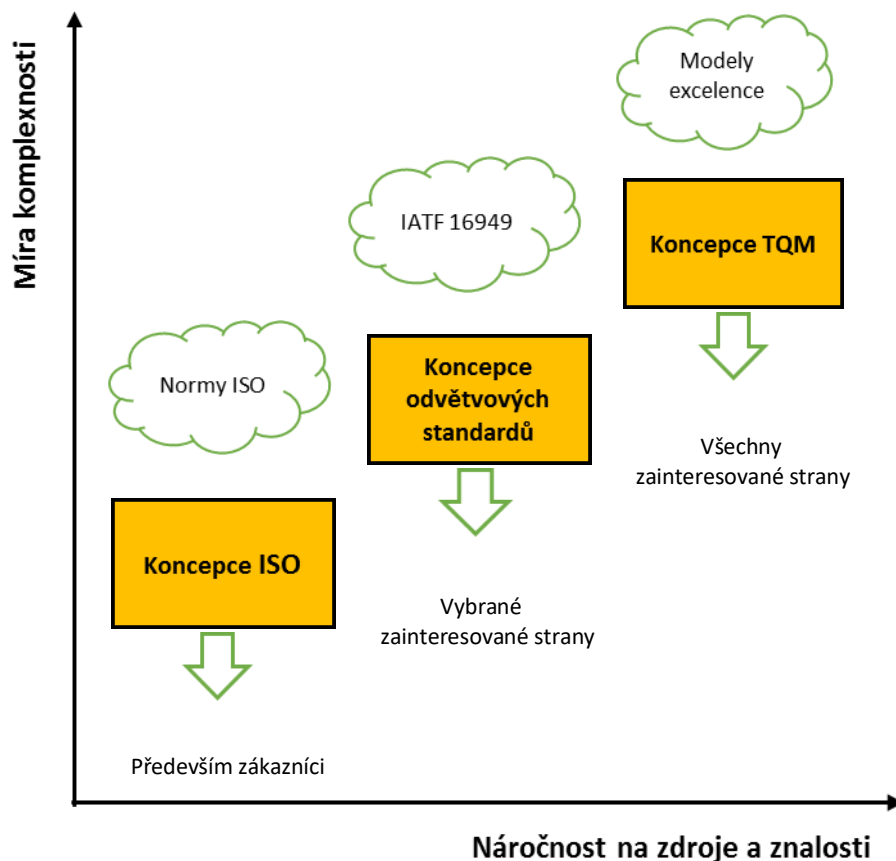 Míra komplexnosti
Modely
excelence
IATF 16949
Koncepce TQM
Normy ISO
Koncepce
odvětvových
standardů
Všechny
zainteresované strany
Koncepce ISO
Vybrané
zainteresované strany
Především zákazníci
Náročnost na zdroje a znalosti